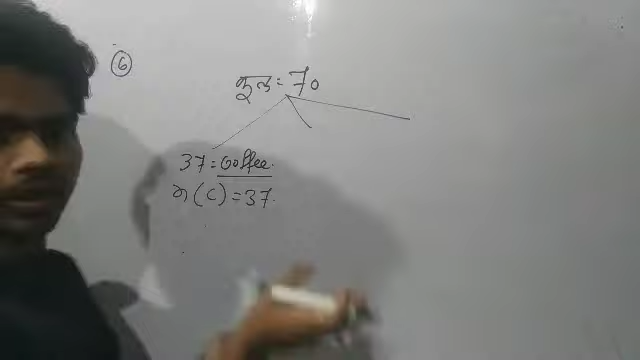 ⑥
कुल = 70
37 = Coffee.
n(C) = 37.